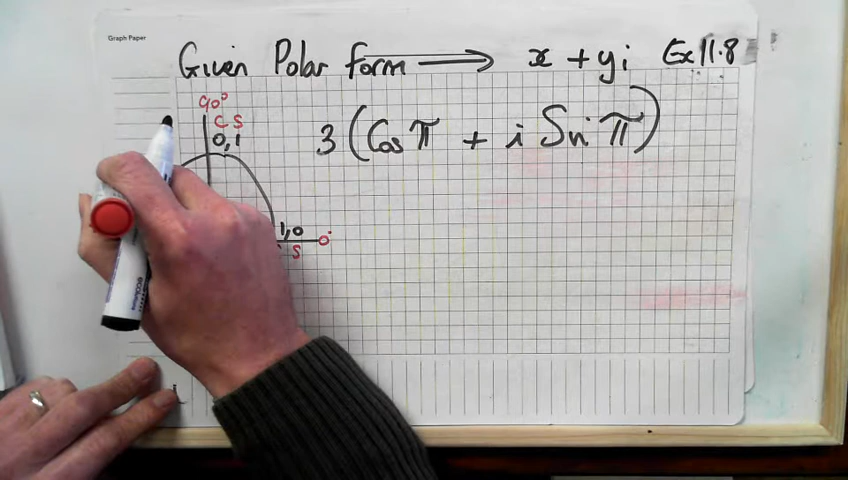 Graph Paper
Given Polar form → x + yi Ex 11.8
90°
C S
0,1
3 (Cos π + i Sin π)
1,0
0°
S